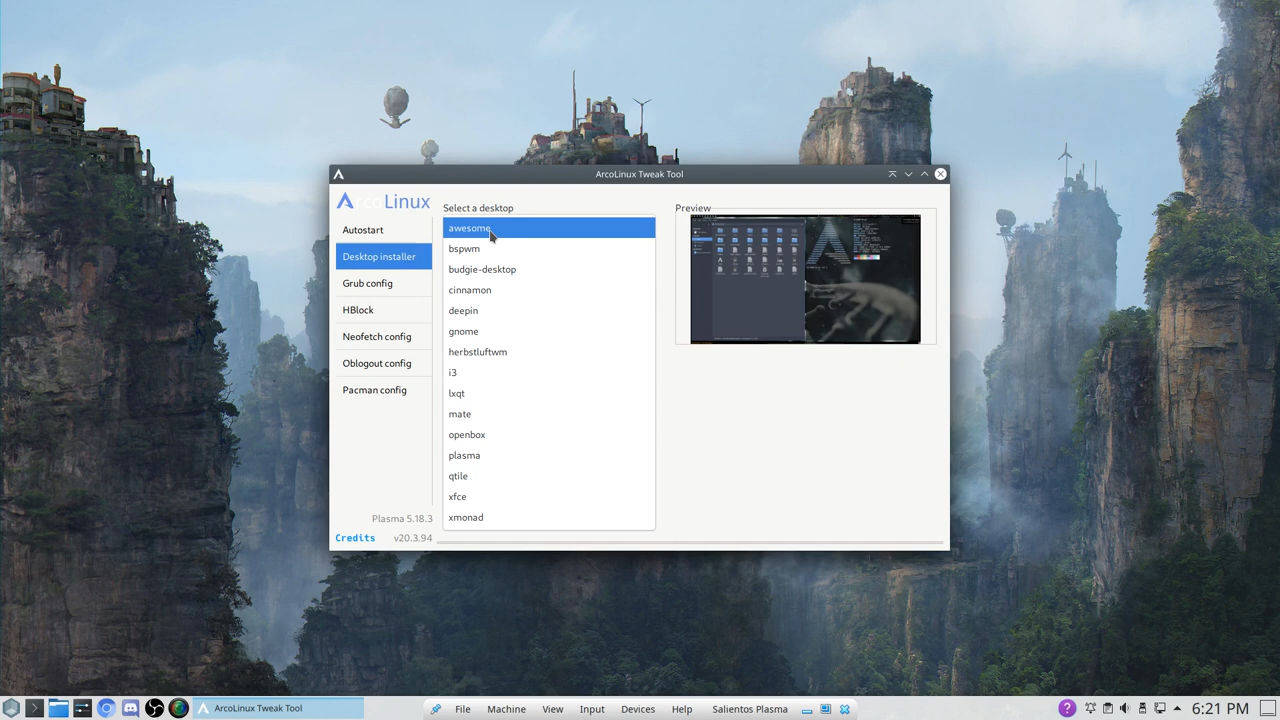 ArcoLinux Tweak Tool
ArcoLinux
Autostart
Desktop installer
Grub config
HBlock
Neofetch config
Oblogout config
Pacman config
Plasma 5.18.3
Credits
v20.3.94
Select a desktop
awesome
bspwm
budgie-desktop
cinnamon
deepin
gnome
herbstluftwm
i3
lxqt
mate
openbox
plasma
qtile
xfce
xmonad
Preview
ArcoLinux Tweak Tool
File
Machine
View
Input
Devices
Help
Salientos Plasma
6:21 PM